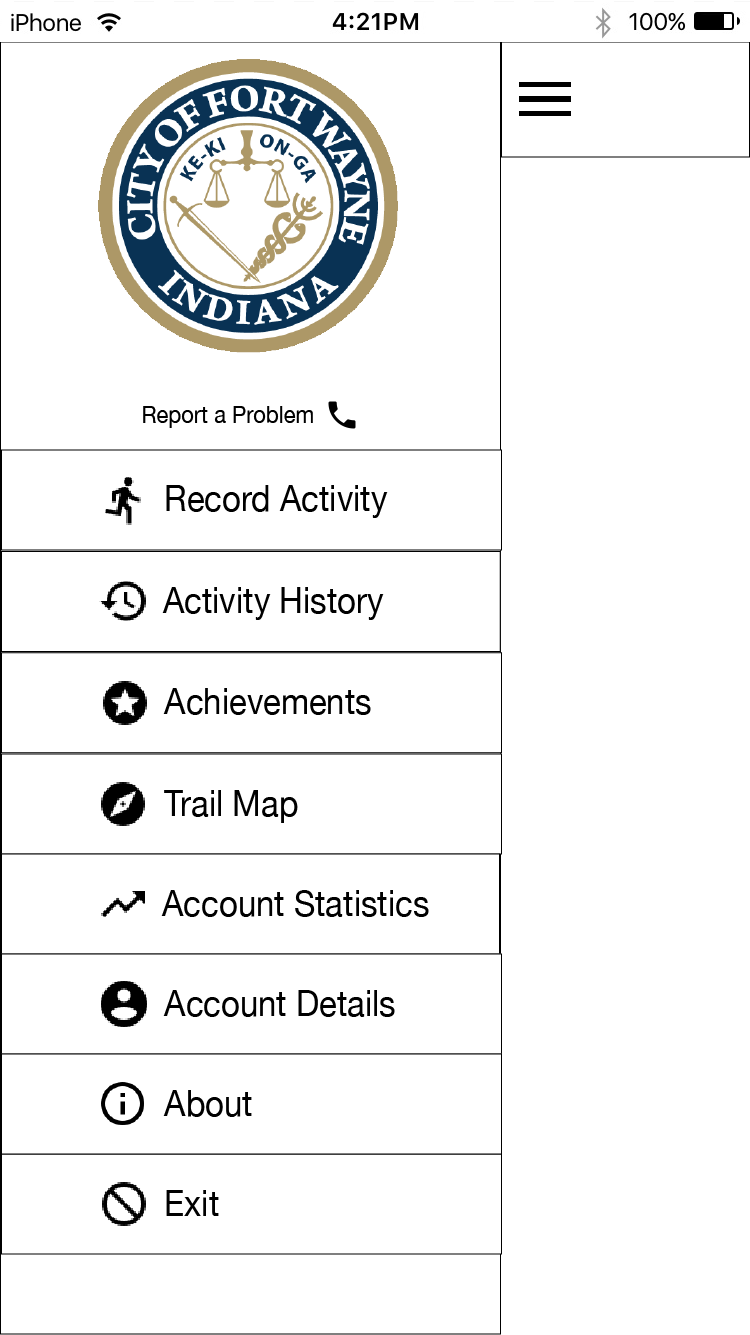 iPhone 4:21PM 100%
CITY OF FORT WAYNE
KE-KI ON-GA
INDIANA
Report a Problem
Record Activity
Activity History
Achievements
Trail Map
Account Statistics
Account Details
About
Exit